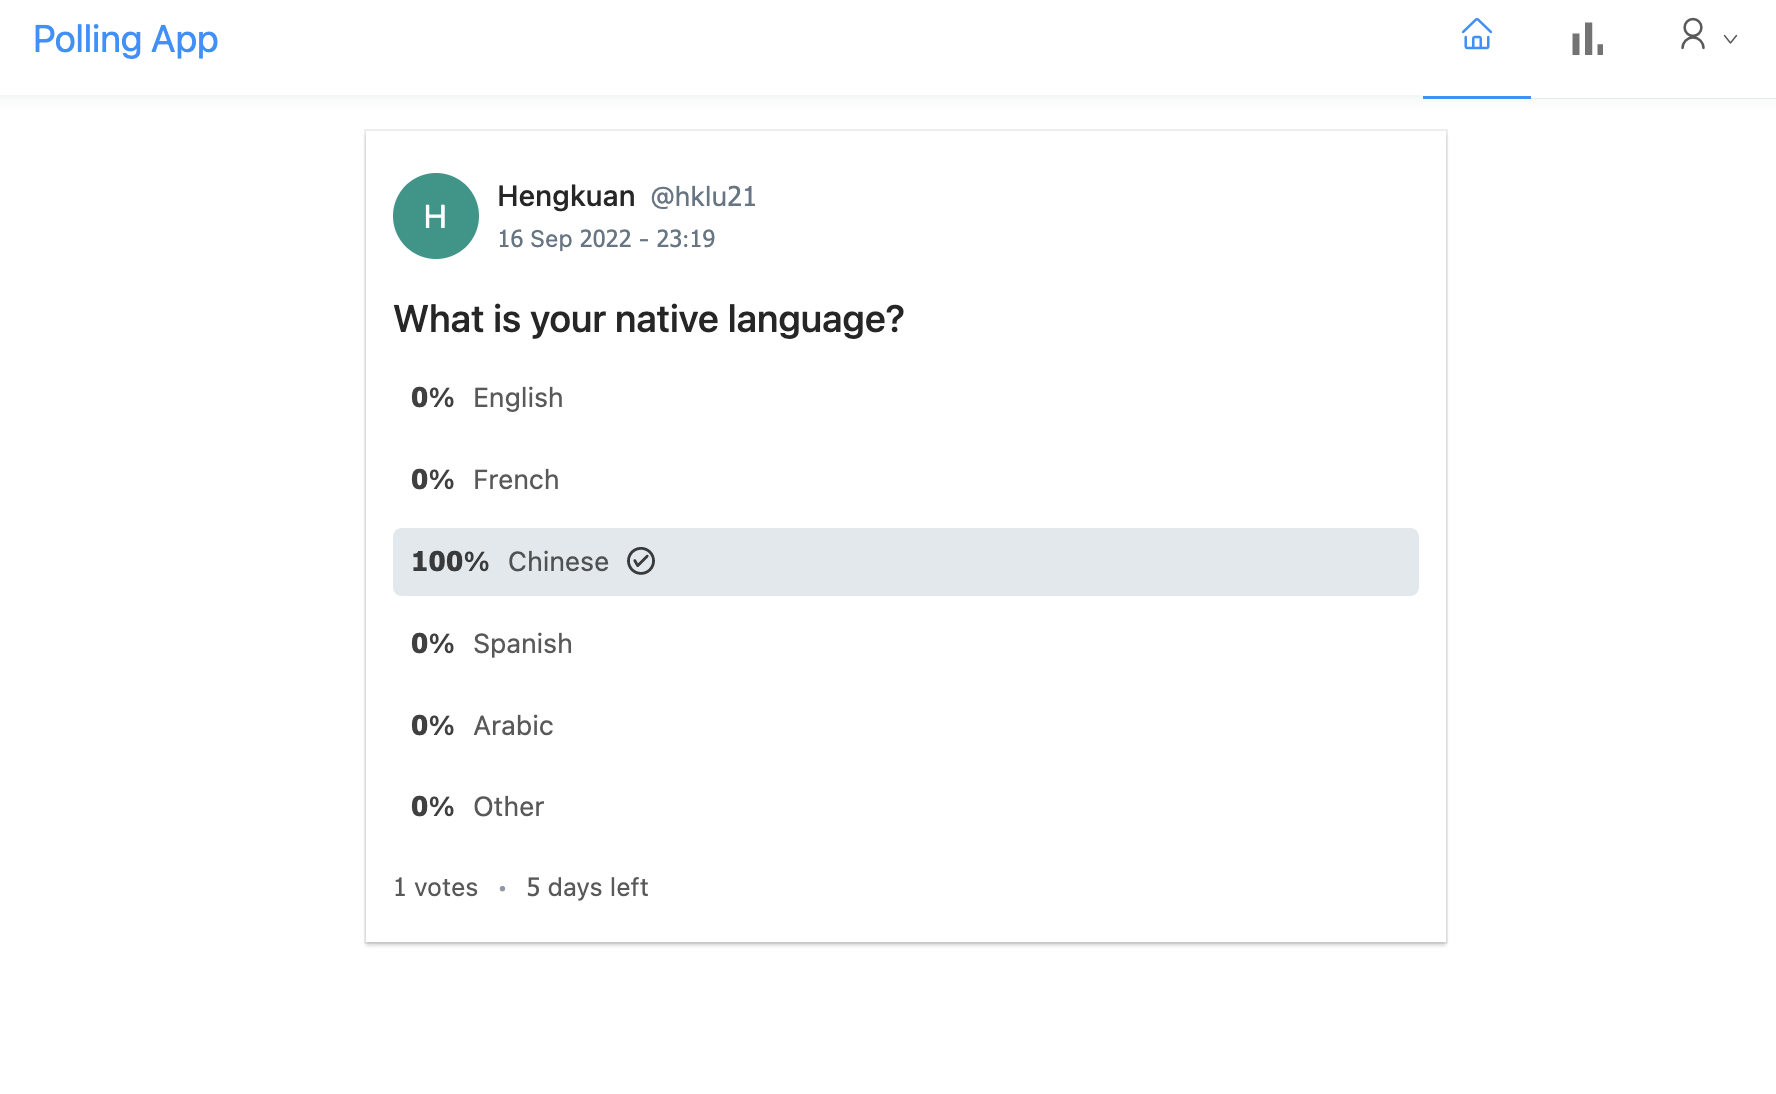 Polling App
H
Hengkuan @hklu21
16 Sep 2022 - 23:19
What is your native language?
0% English
0% French
100% Chinese
0% Spanish
0% Arabic
0% Other
1 votes • 5 days left